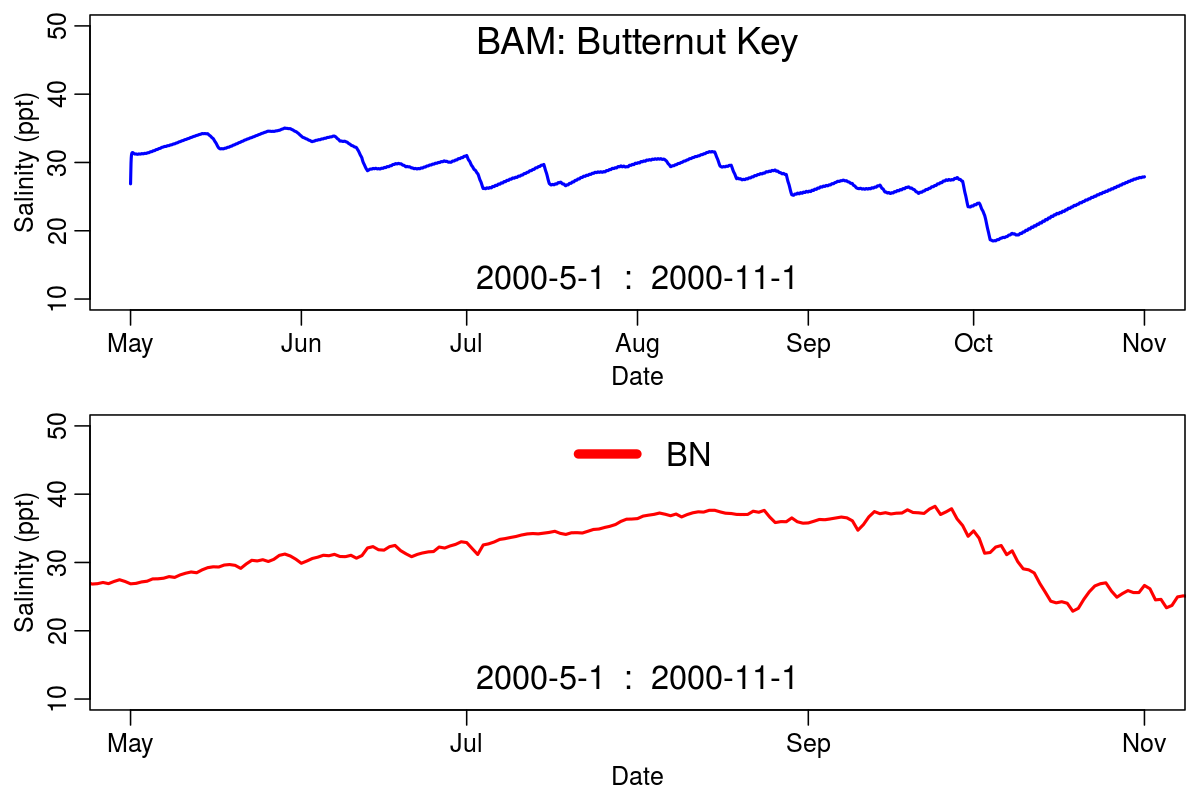 BAM: Butternut Key
Salinity (ppt)
50
40
30
20
10
2000-5-1 : 2000-11-1
May Jun Jul Aug Sep Oct Nov
Date
BN
Salinity (ppt)
50
40
30
20
10
2000-5-1 : 2000-11-1
May Jul Sep Nov
Date